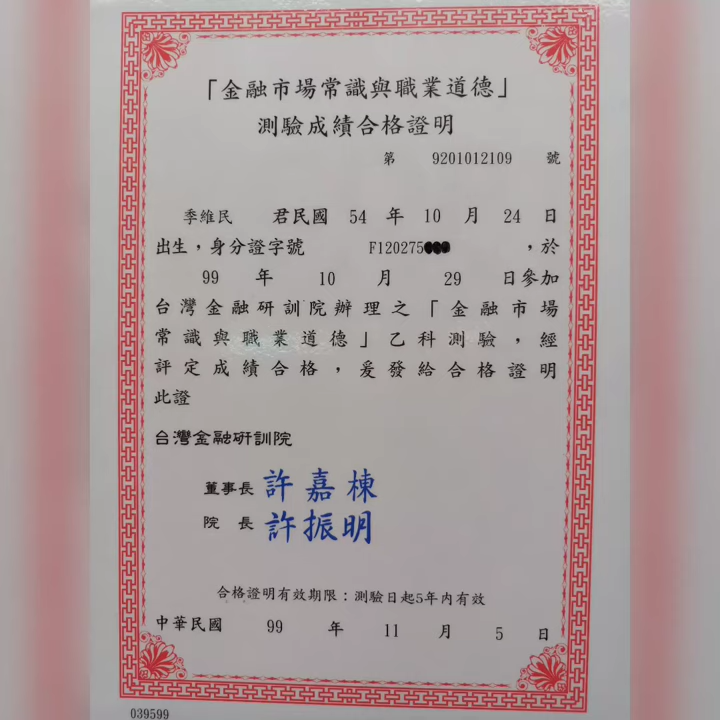 「金融市場常識與職業道德」
測驗成績合格證明
第 9201012109 號
季維民 君民國 54 年 10 月 24 日
出生，身分證字號 F120275 ，於
99 年 10 月 29 日參加
台灣金融研訓院辦理之「金融市場
常識與職業道德」乙科測驗，經
評定成績合格，爰發給合格證明
此證
台灣金融研訓院
董事長 許嘉棟
院長 許振明
合格證明有效期限：測驗日起5年內有效
中華民國 99 年 11 月 5 日
039599